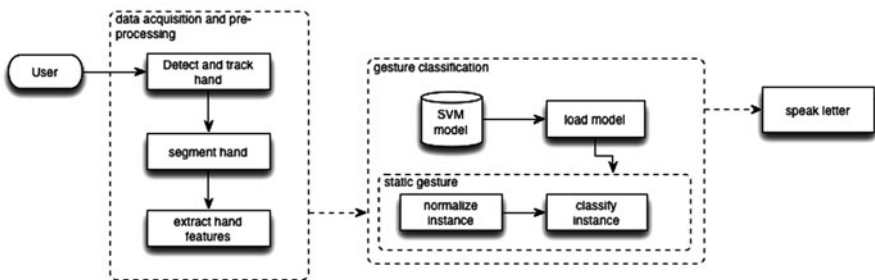 data acquisition and pre-
processing
User
Detect and track
hand
segment hand
extract hand
features
gesture classification
SVM
model
load model
static gesture
normalize
instance
classify
instance
speak letter